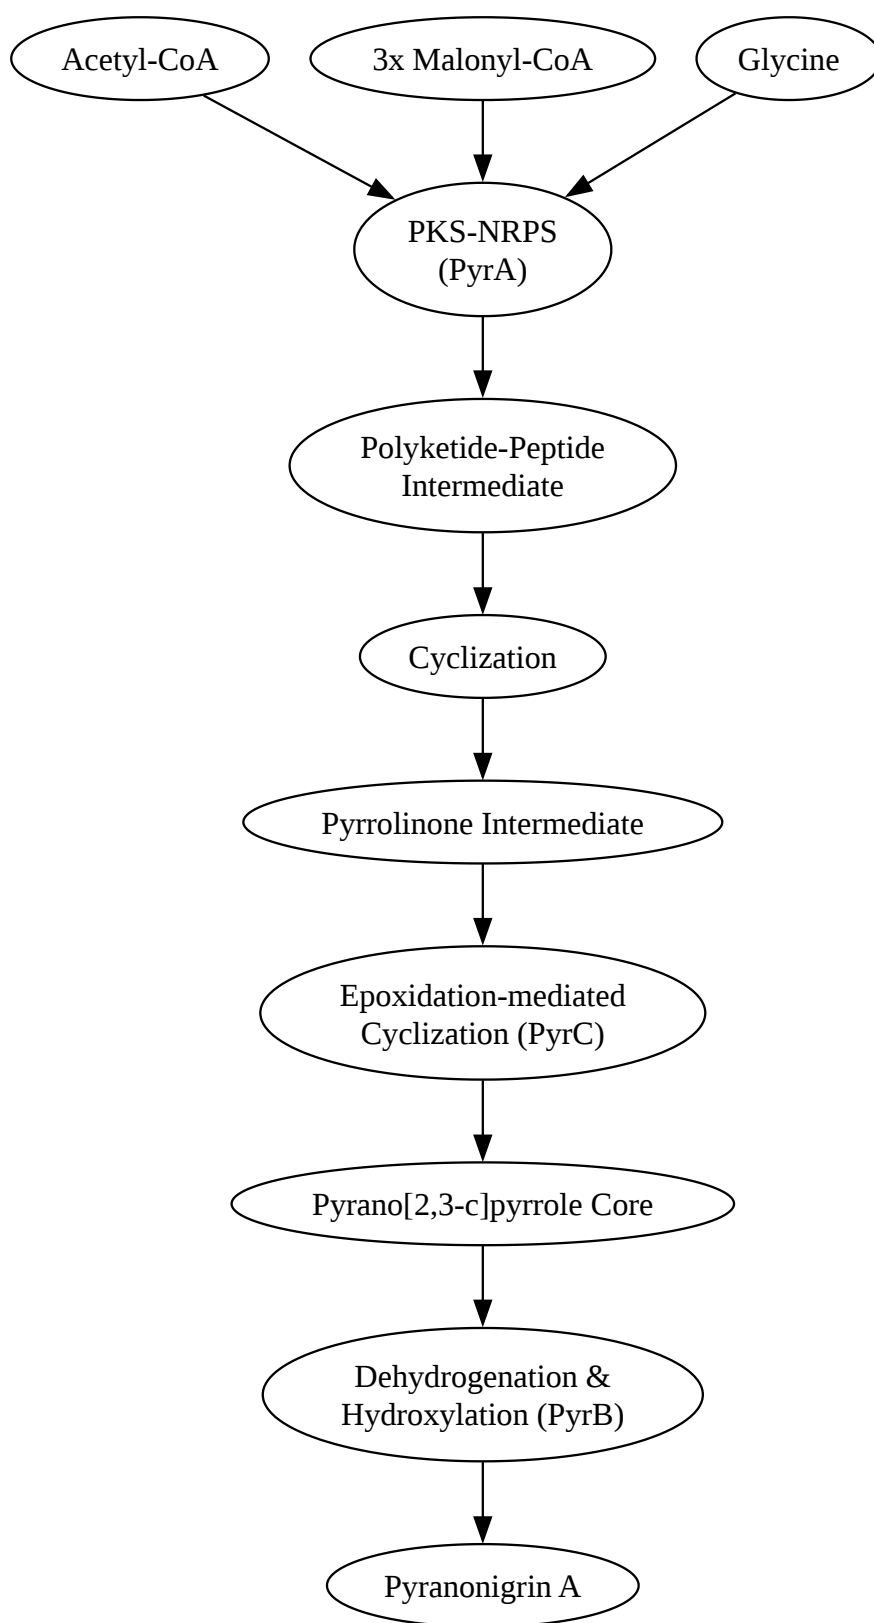 Acetyl-CoA
3x Malonyl-CoA
Glycine
PKS-NRPS
(PyrA)
Polyketide-Peptide
Intermediate
Cyclization
Pyrrolinone Intermediate
Epoxidation-mediated
Cyclization (PyrC)
Pyrano[2,3-c]pyrrole Core
Dehydrogenation &
Hydroxylation (PyrB)
Pyranonigrin A